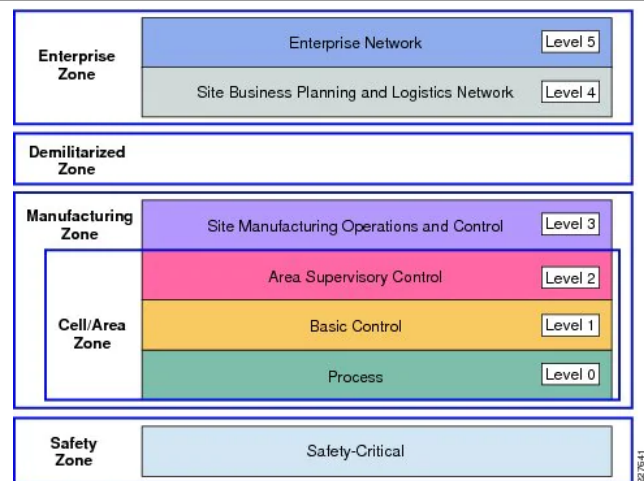 Enterprise
Zone
Enterprise Network
Level 5
Site Business Planning and Logistics Network
Level 4
Demilitarized
Zone
Manufacturing
Zone
Site Manufacturing Operations and Control
Level 3
Area Supervisory Control
Level 2
Cell/Area
Zone
Basic Control
Level 1
Process
Level 0
Safety
Zone
Safety-Critical